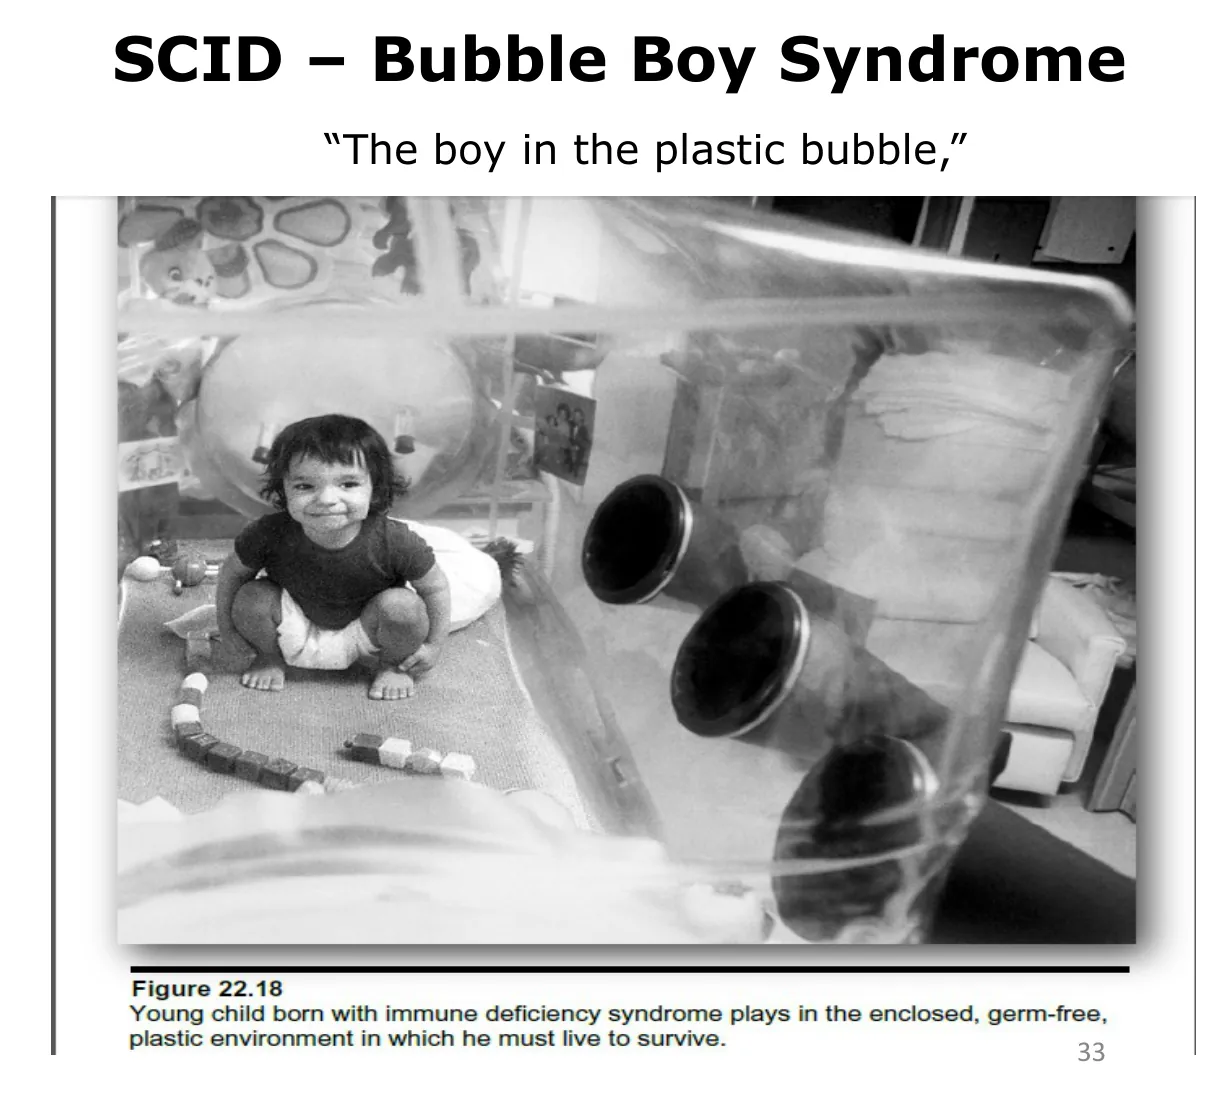 SCID – Bubble Boy Syndrome
“The boy in the plastic bubble,”
Figure 22.18
Young child born with immune deficiency syndrome plays in the enclosed, germ-free,
plastic environment in which he must live to survive.
33